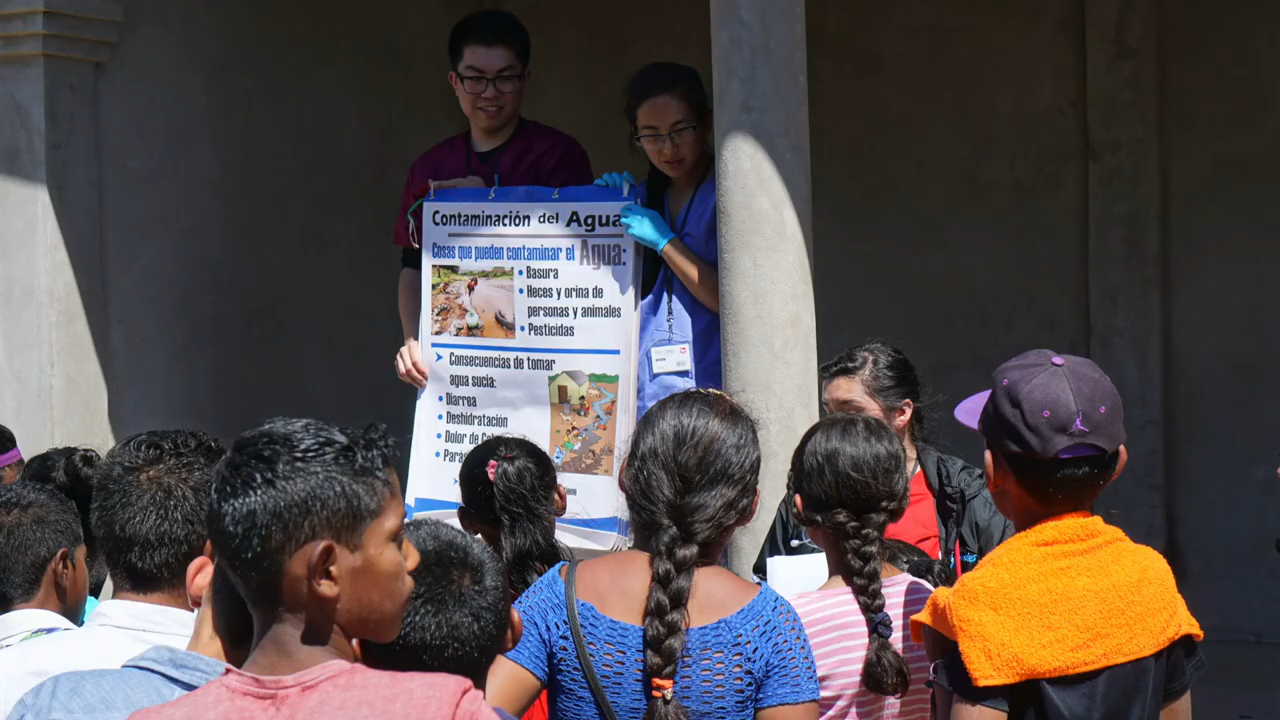 Contaminación del Agua
Cosas que pueden contaminar el Agua:
• Basura
• Heces y orina de
personas y animales
• Pesticidas
➤ Consecuencias de tomar
agua sucia:
• Diarrea
• Deshidratación
• Dolor de